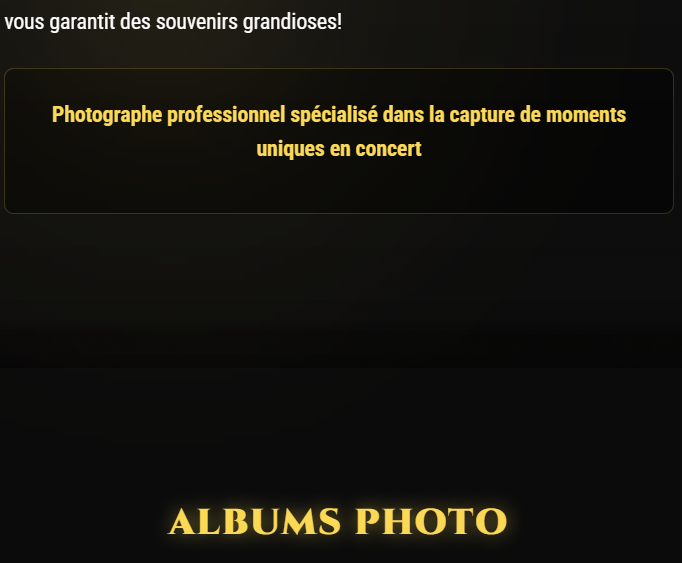 vous garantit des souvenirs grandioses!
Photographe professionnel spécialisé dans la capture de moments
uniques en concert
ALBUMS PHOTO